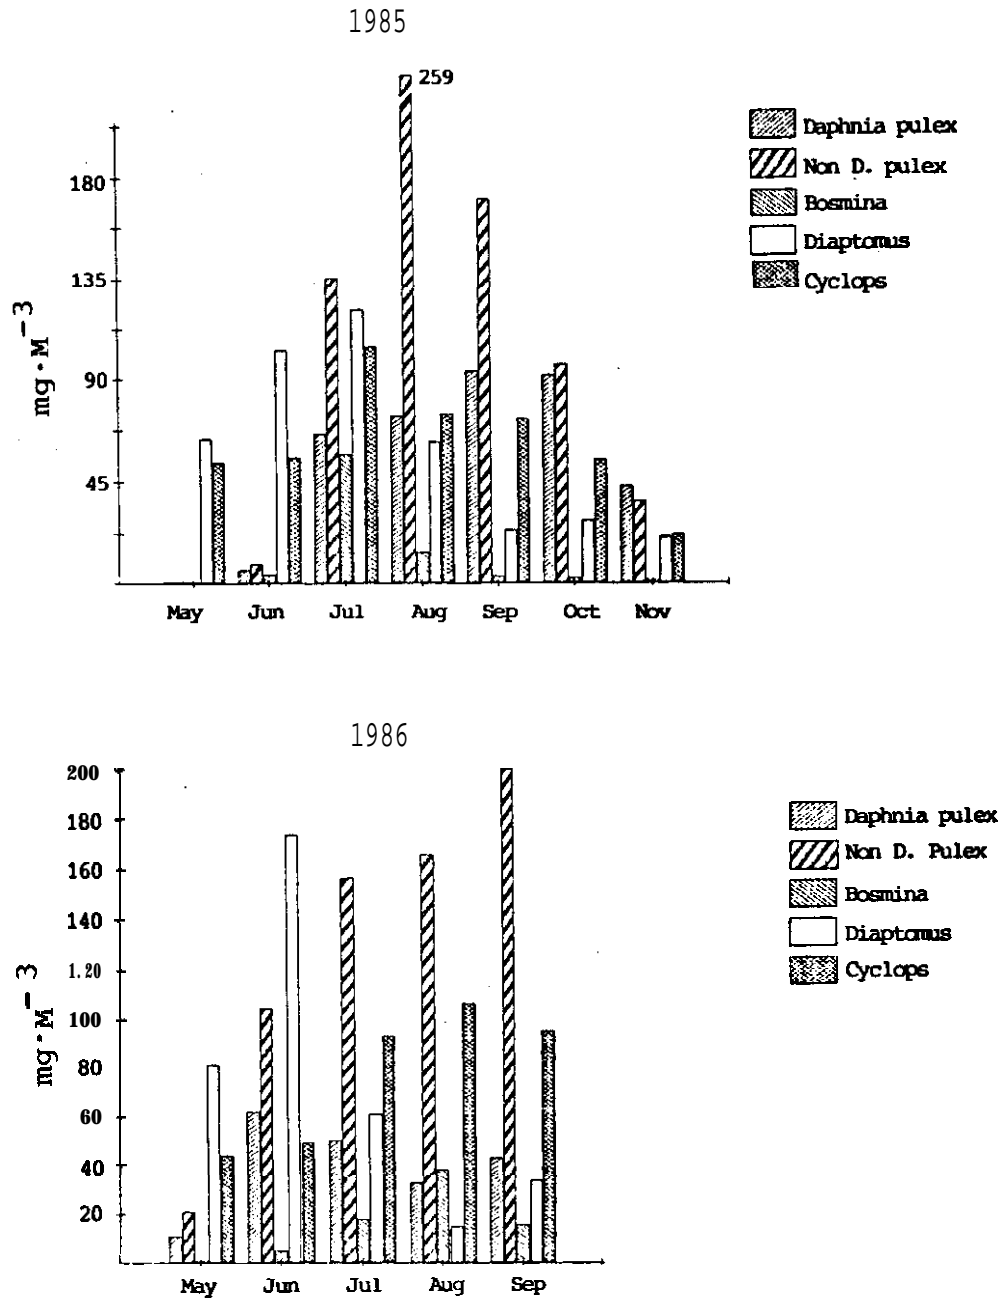 1985
259
180
135
90
45
mg·M⁻³
May Jun Jul Aug Sep Oct Nov
Daphnia pulex
Non D. pulex
Bosmina
Diaptomus
Cyclops
1986
200
180
160
140
120
100
80
60
40
20
mg·M⁻³
May Jun Jul Aug Sep
Daphnia pulex
Non D. Pulex
Bosmina
Diaptomus
Cyclops